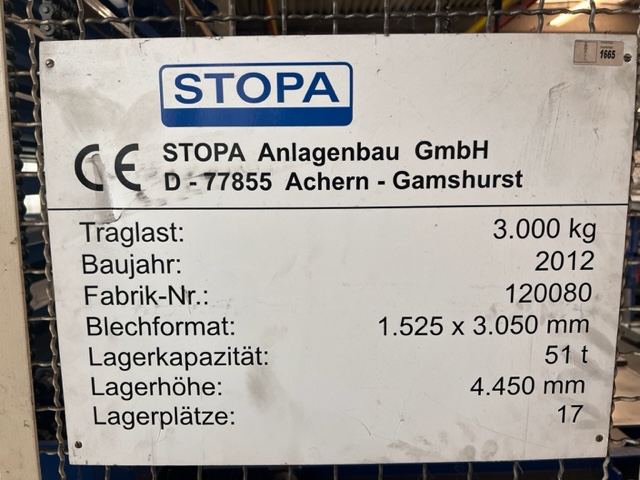 1665
STOPA
CE STOPA Anlagenbau GmbH
D - 77855 Achern - Gamshurst
Traglast: 3.000 kg
Baujahr: 2012
Fabrik-Nr.: 120080
Blechformat: 1.525 x 3.050 mm
Lagerkapazität: 51 t
Lagerhöhe: 4.450 mm
Lagerplätze: 17